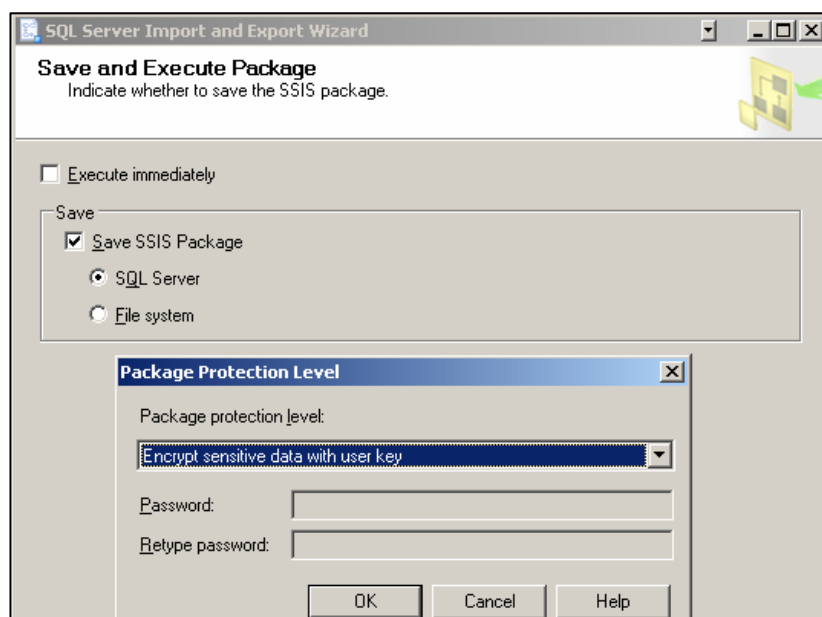 SQL Server Import and Export Wizard
Save and Execute Package
Indicate whether to save the SSIS package.
Execute immediately
Save
Save SSIS Package
SQL Server
File system
Package Protection Level
Package protection level:
Encrypt sensitive data with user key
Password:
Retype password:
OK Cancel Help